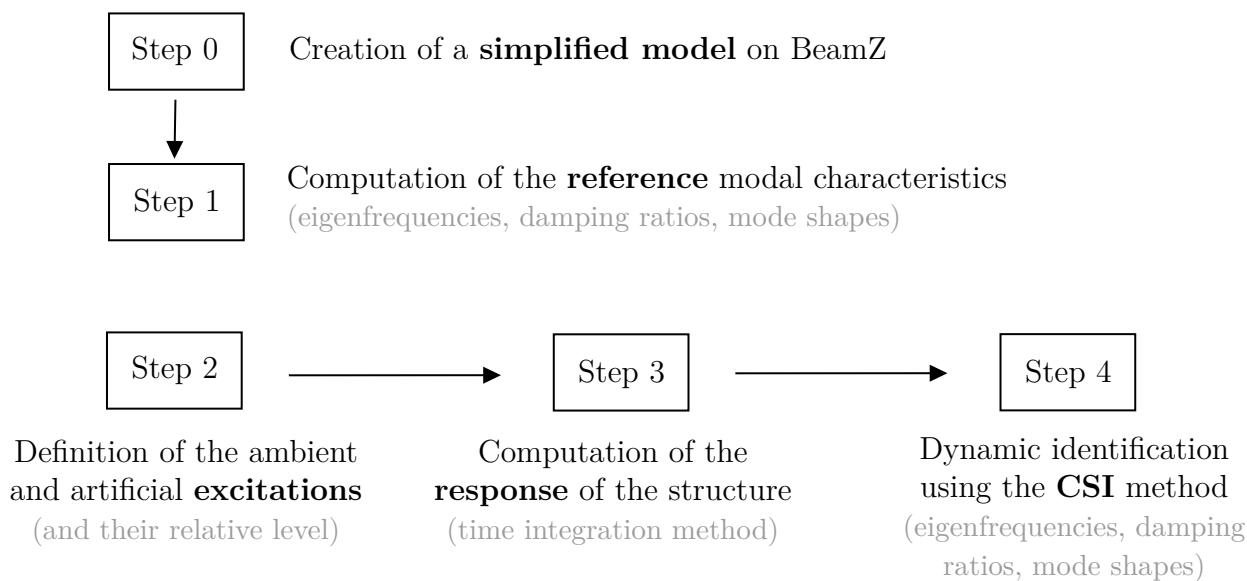 Step 0
Creation of a simplified model on BeamZ
Step 1
Computation of the reference modal characteristics
(eigenfrequencies, damping ratios, mode shapes)
Step 2
Step 3
Step 4
Definition of the ambient
and artificial excitations
(and their relative level)
Computation of the
response of the structure
(time integration method)
Dynamic identification
using the CSI method
(eigenfrequencies, damping
ratios, mode shapes)